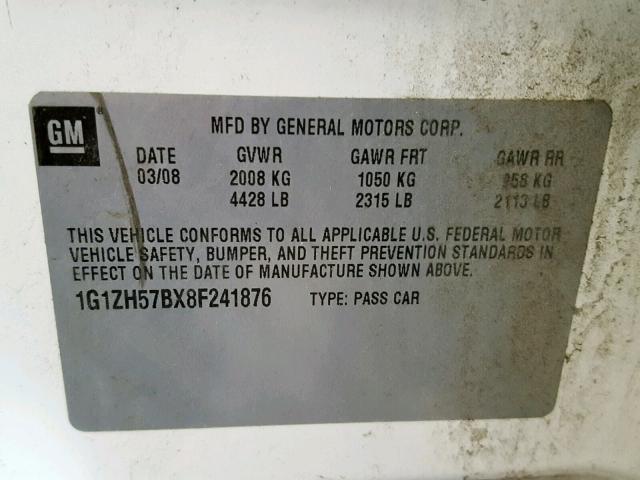 GM
MFD BY GENERAL MOTORS CORP.
DATE GVWR GAWR FRT GAWR RR
03/08 2008 KG 1050 KG 958 KG
4428 LB 2315 LB 2113 LB
THIS VEHICLE CONFORMS TO ALL APPLICABLE U.S. FEDERAL MOTOR
VEHICLE SAFETY, BUMPER, AND THEFT PREVENTION STANDARDS IN
EFFECT ON THE DATE OF MANUFACTURE SHOWN ABOVE.
1G1ZH57BX8F241876 TYPE: PASS CAR